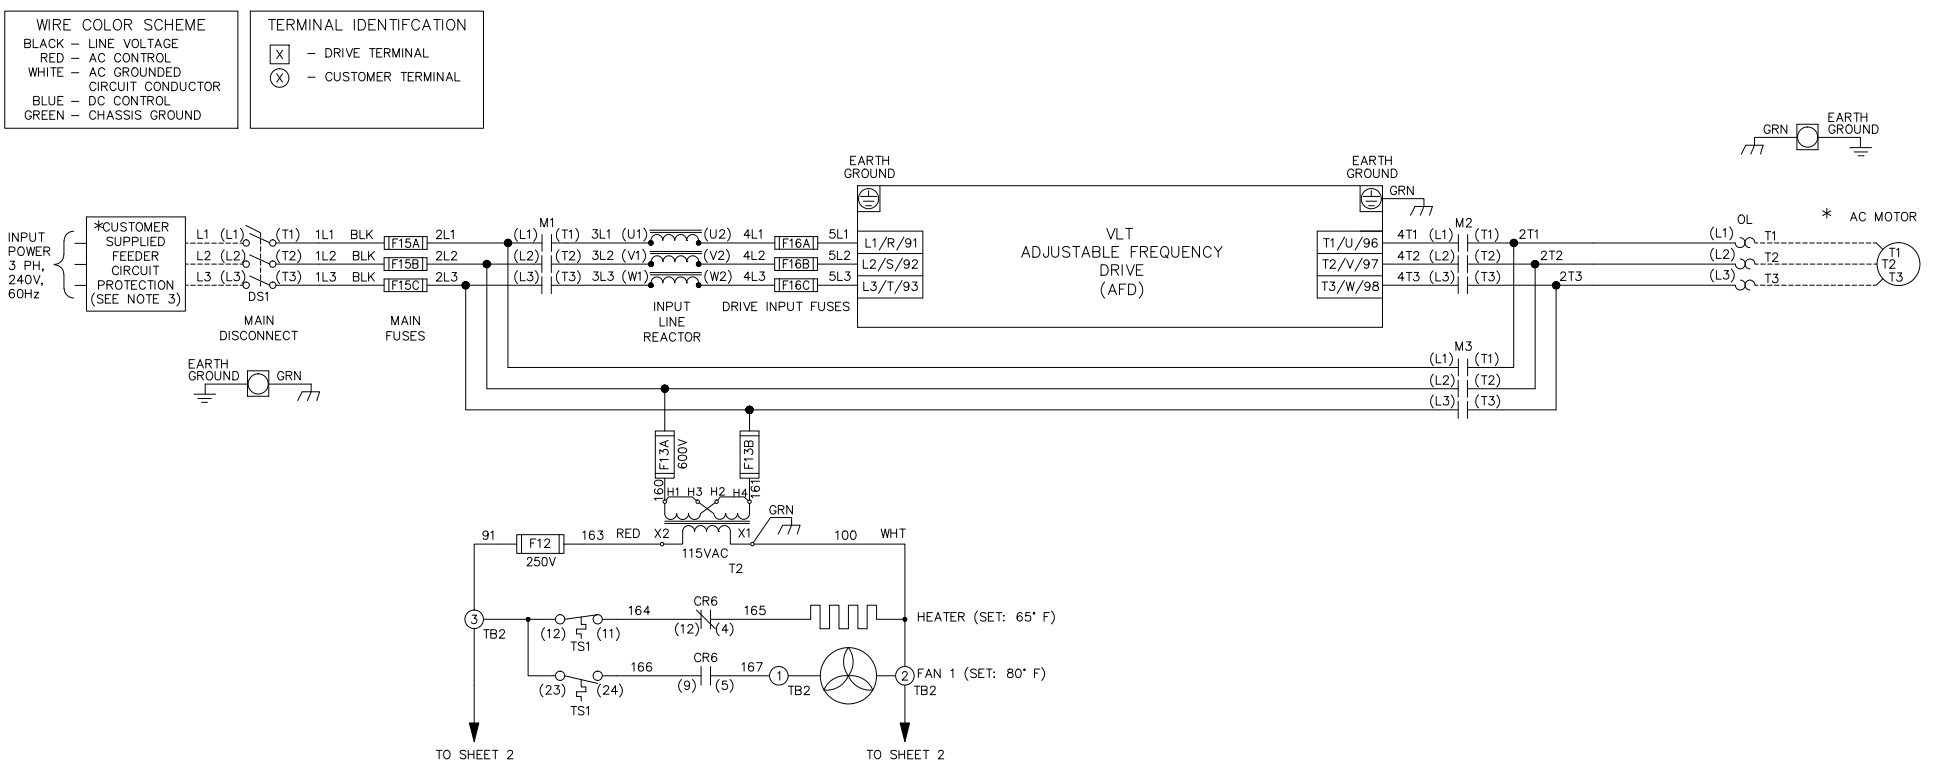 WIRE COLOR SCHEME
BLACK – LINE VOLTAGE
RED – AC CONTROL
WHITE – AC GROUNDED
CIRCUIT CONDUCTOR
BLUE – DC CONTROL
GREEN – CHASSIS GROUND
TERMINAL IDENTIFCATION
X – DRIVE TERMINAL
X – CUSTOMER TERMINAL
GRN
EARTH
GROUND
EARTH
GROUND
EARTH
GROUND
GRN
INPUT
POWER
3 PH,
240V,
60Hz
*CUSTOMER
SUPPLIED
FEEDER
CIRCUIT
PROTECTION
(SEE NOTE 3)
L1 (L1) (T1) 1L1 BLK F15A 2L1 (L1) M1 (T1) 3L1 (U1) (U2) 4L1 F16A 5L1 L1/R/91
L2 (L2) (T2) 1L2 BLK F15B 2L2 (L2) (T2) 3L2 (V1) (V2) 4L2 F16B 5L2 L2/S/92
L3 (L3) (T3) 1L3 BLK F15C 2L3 (L3) (T3) 3L3 (W1) (W2) 4L3 F16C 5L3 L3/T/93
DS1
MAIN
DISCONNECT
MAIN
FUSES
INPUT
LINE
REACTOR
DRIVE INPUT FUSES
VLT
ADJUSTABLE FREQUENCY
DRIVE
(AFD)
T1/U/96 4T1 (L1) M2 (T1) 2T1 (L1) OL T1
T2/V/97 4T2 (L2) (T2) 2T2 (L2) T2
T3/W/98 4T3 (L3) (T3) 2T3 (L3) T3
* AC MOTOR
T1
T2
T3
M3
(L1) (T1)
(L2) (T2)
(L3) (T3)
EARTH
GROUND
GRN
F13A
600V
F13B
160
161
H1 H3 H2 H4
GRN
91 F12 163 RED X2 X1 100 WHT
250V
115VAC
T2
3
TB2
(12) (11)
TS1
164
CR6
(12) (4)
165
HEATER (SET: 65° F)
(23) (24)
TS1
166
CR6
(9) (5)
167
1
TB2
2
TB2
FAN 1 (SET: 80° F)
TO SHEET 2
TO SHEET 2